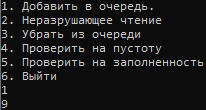 1. Добавить в очередь.
2. Неразрушающее чтение
3. Убрать из очереди
4. Проверить на пустоту
5. Проверить на заполненность
6. Выйти
1
9